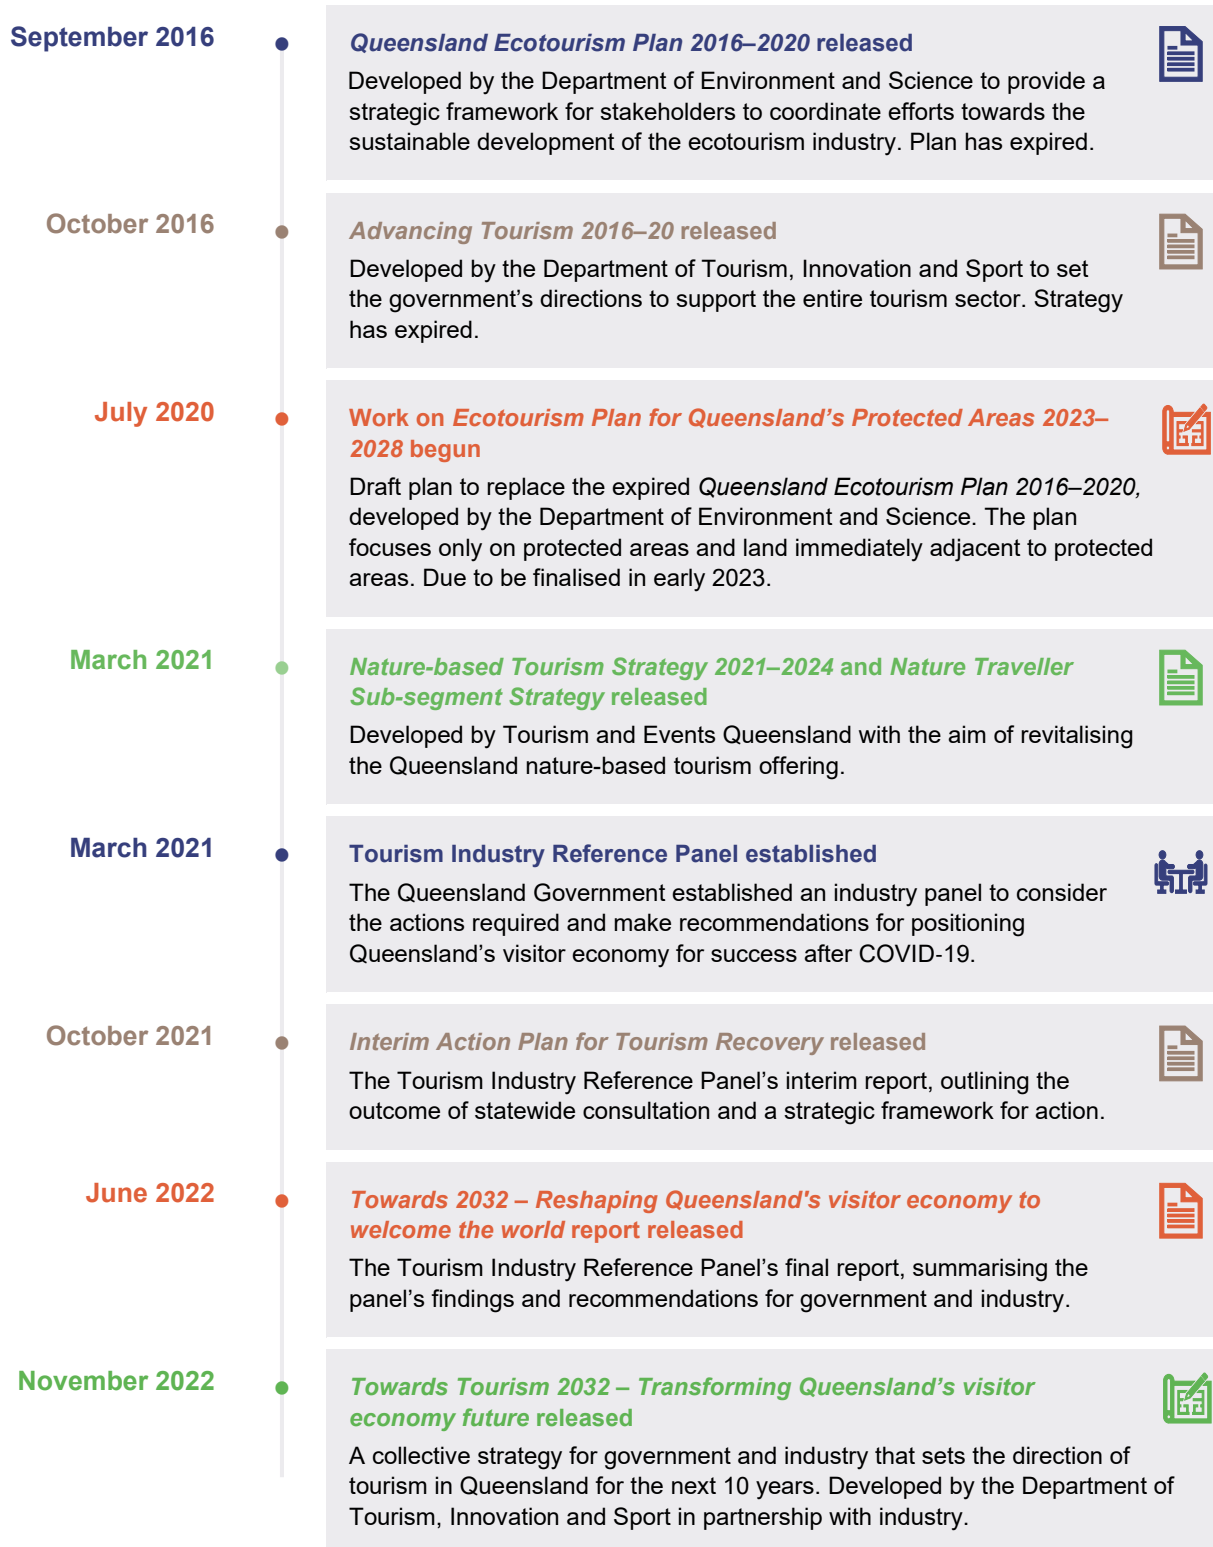 September 2016
Queensland Ecotourism Plan 2016–2020 released
Developed by the Department of Environment and Science to provide a
strategic framework for stakeholders to coordinate efforts towards the
sustainable development of the ecotourism industry. Plan has expired.
October 2016
Advancing Tourism 2016–20 released
Developed by the Department of Tourism, Innovation and Sport to set
the government’s directions to support the entire tourism sector. Strategy
has expired.
July 2020
Work on Ecotourism Plan for Queensland’s Protected Areas 2023–
2028 begun
Draft plan to replace the expired Queensland Ecotourism Plan 2016–2020,
developed by the Department of Environment and Science. The plan
focuses only on protected areas and land immediately adjacent to protected
areas. Due to be finalised in early 2023.
March 2021
Nature-based Tourism Strategy 2021–2024 and Nature Traveller
Sub-segment Strategy released
Developed by Tourism and Events Queensland with the aim of revitalising
the Queensland nature-based tourism offering.
March 2021
Tourism Industry Reference Panel established
The Queensland Government established an industry panel to consider
the actions required and make recommendations for positioning
Queensland’s visitor economy for success after COVID-19.
October 2021
Interim Action Plan for Tourism Recovery released
The Tourism Industry Reference Panel’s interim report, outlining the
outcome of statewide consultation and a strategic framework for action.
June 2022
Towards 2032 – Reshaping Queensland's visitor economy to
welcome the world report released
The Tourism Industry Reference Panel’s final report, summarising the
panel’s findings and recommendations for government and industry.
November 2022
Towards Tourism 2032 – Transforming Queensland’s visitor
economy future released
A collective strategy for government and industry that sets the direction of
tourism in Queensland for the next 10 years. Developed by the Department of
Tourism, Innovation and Sport in partnership with industry.